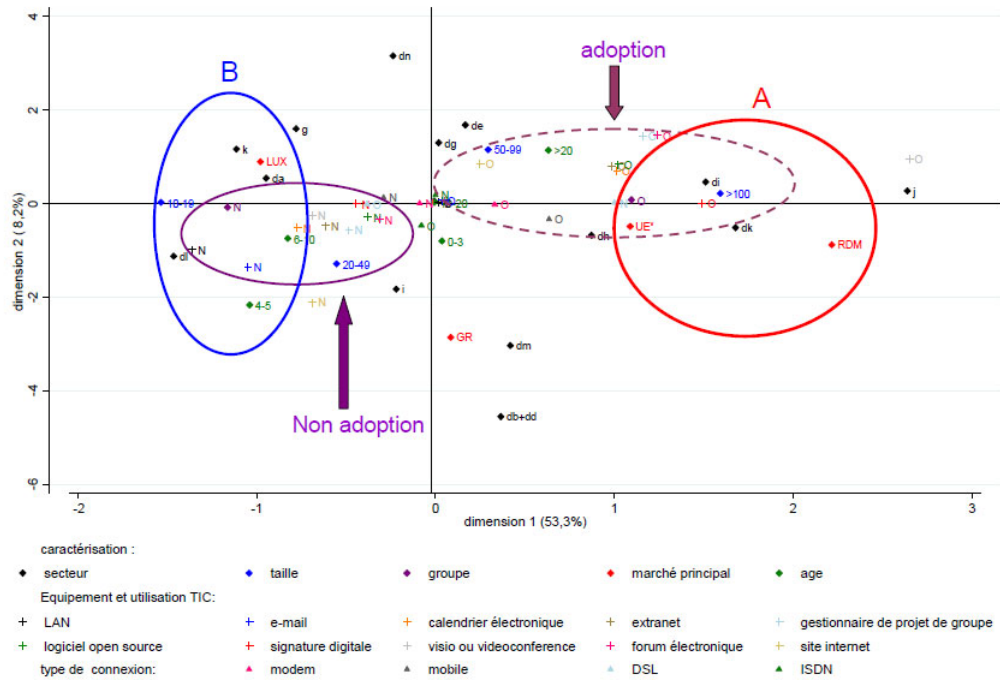 4
2
0
-2
-4
-6
dimension 2 ( 8,2%)
-2
-1
0
1
2
3
dimension 1 (53,3%)
dn
adoption
B
A
g
de
50-99
>20
O
O
k
LUX
dg
O
O
O
O
da
di
j
10-19
N
N
N
N
O
O
>100
O
O
N
N
N
O
UE*
6-10
N
N
N
O
0-3
dh
dk
dl
N
RDM
N
20-49
i
4-5
N
GR
dm
Non adoption
db+dd
caractérisation :
secteur
taille
groupe
marché principal
age
Equipement et utilisation TIC:
LAN
e-mail
calendrier électronique
extranet
gestionnaire de projet de groupe
logiciel open source
signature digitale
visio ou videoconference
forum électronique
site internet
type de connexion:
modem
mobile
DSL
ISDN